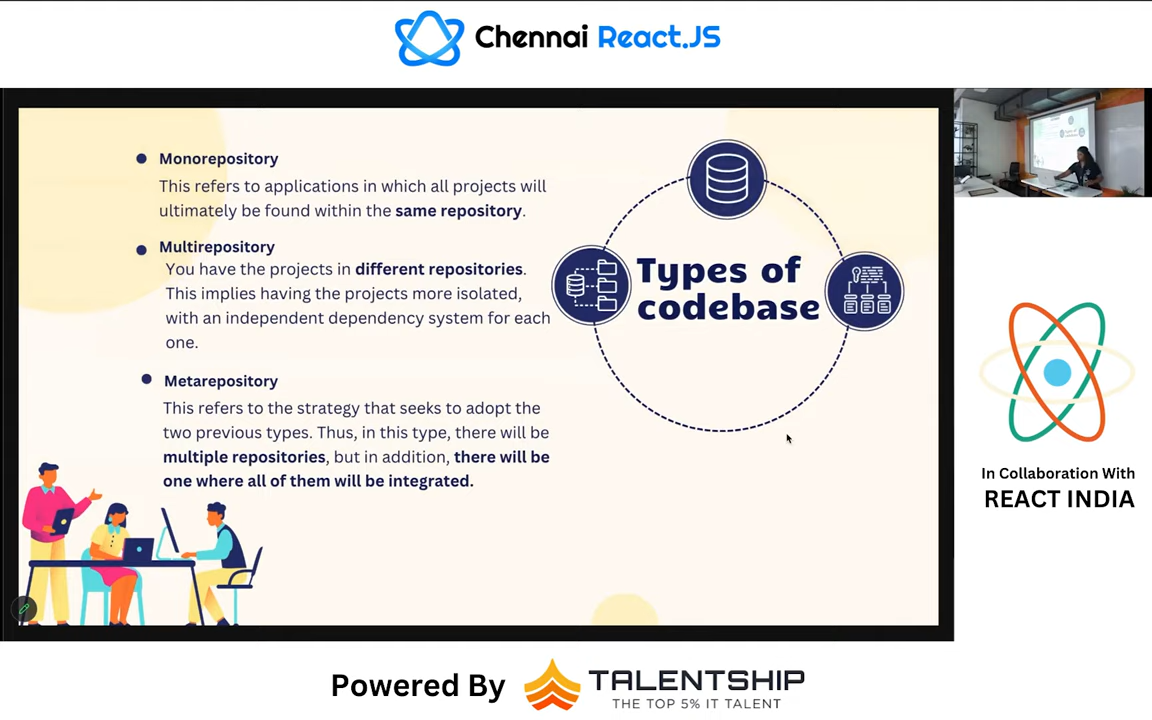 Chennai React.JS
Monorepository
This refers to applications in which all projects will
ultimately be found within the same repository.
Multirepository
You have the projects in different repositories.
This implies having the projects more isolated,
with an independent dependency system for each
one.
Metarepository
This refers to the strategy that seeks to adopt the
two previous types. Thus, in this type, there will be
multiple repositories, but in addition, there will be
one where all of them will be integrated.
Types of
codebase
In Collaboration With
REACT INDIA
Powered By
TALENTSHIP
THE TOP 5% IT TALENT